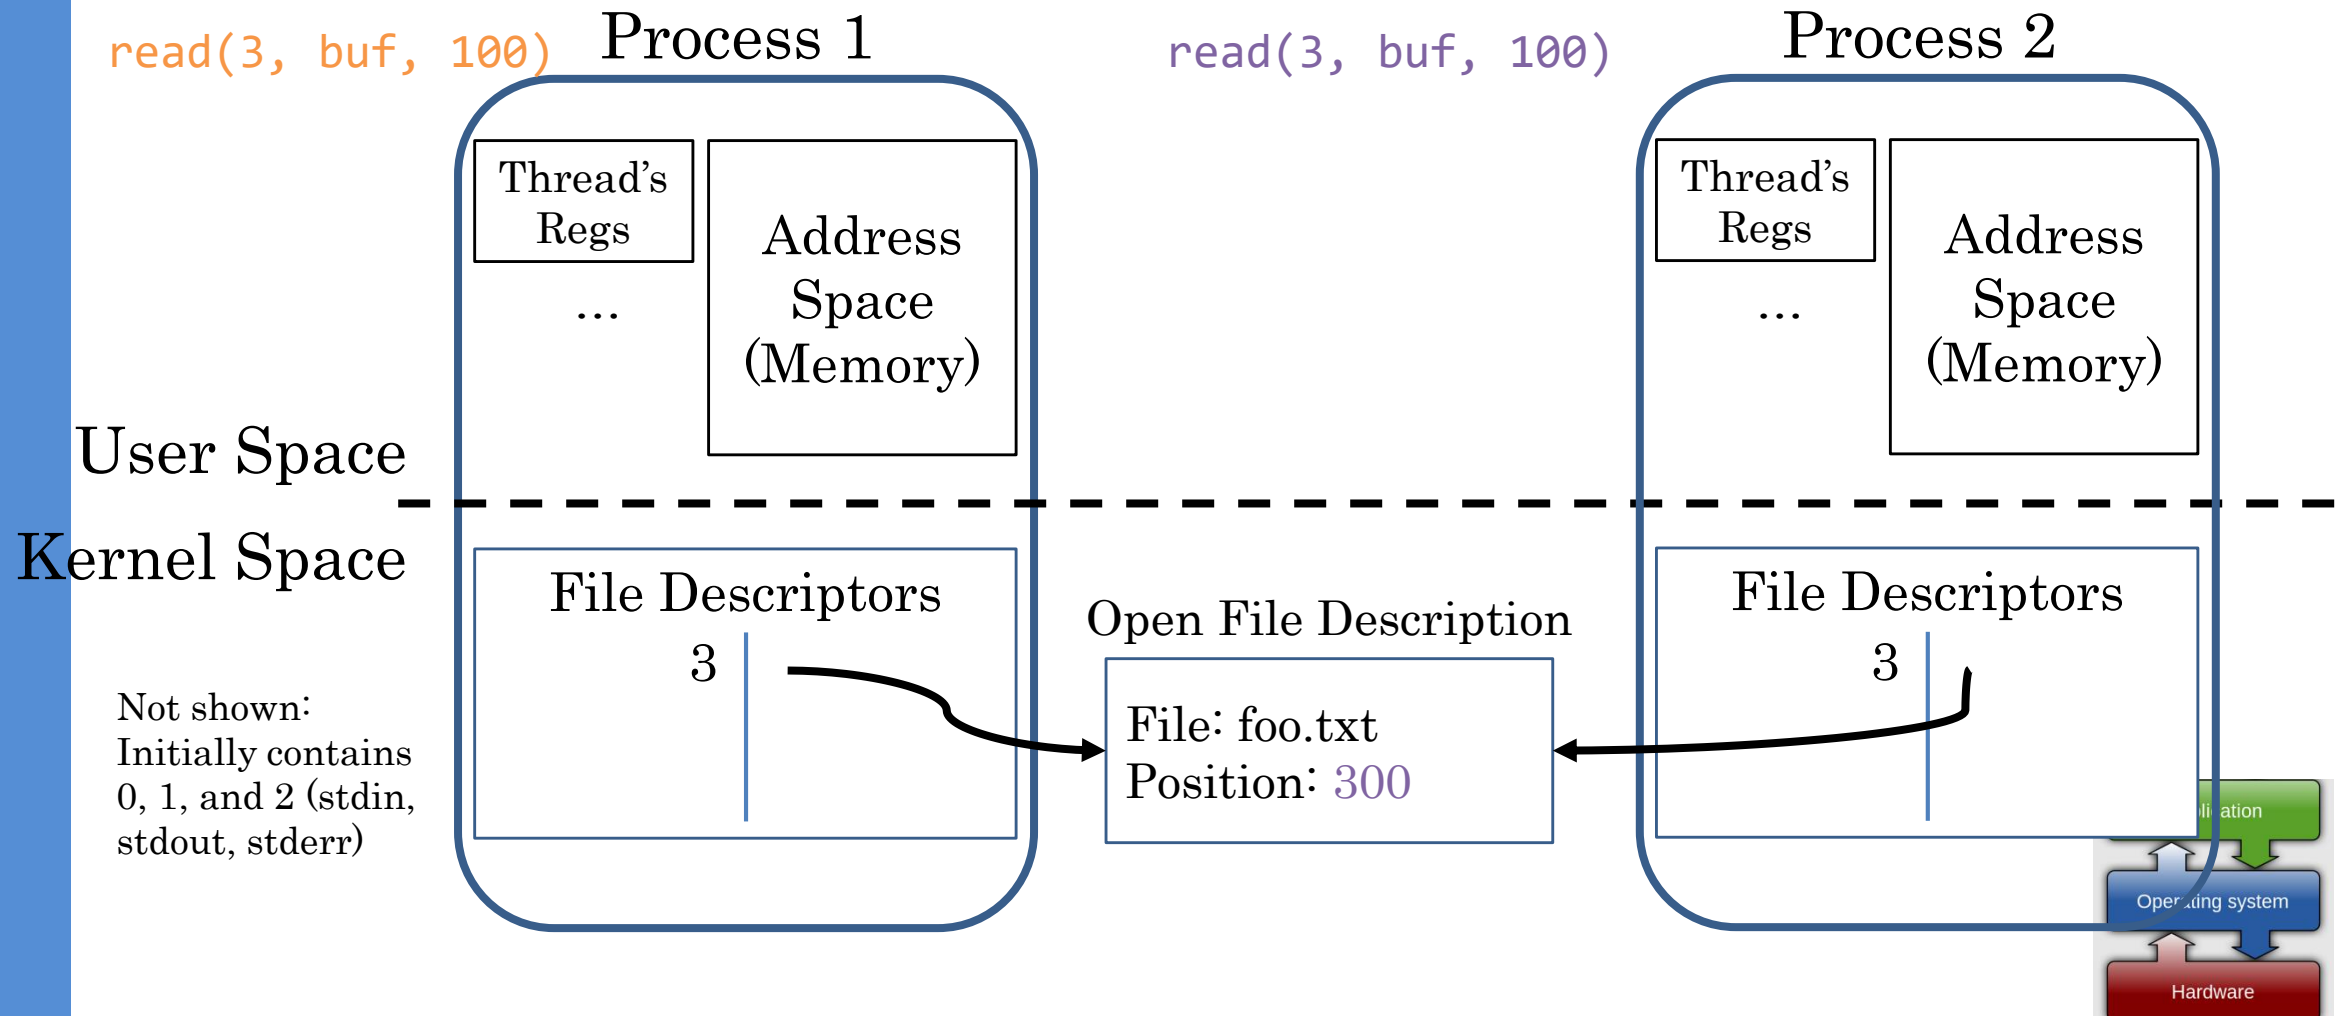 read(3, buf, 100)
Process 1
read(3, buf, 100)
Process 2
Thread's
Regs
...
Address
Space
(Memory)
Thread's
Regs
...
Address
Space
(Memory)
User Space
Kernel Space
File Descriptors
3
Open File Description
File: foo.txt
Position: 300
File Descriptors
3
Not shown:
Initially contains
0, 1, and 2 (stdin,
stdout, stderr)
Operating system
Hardware